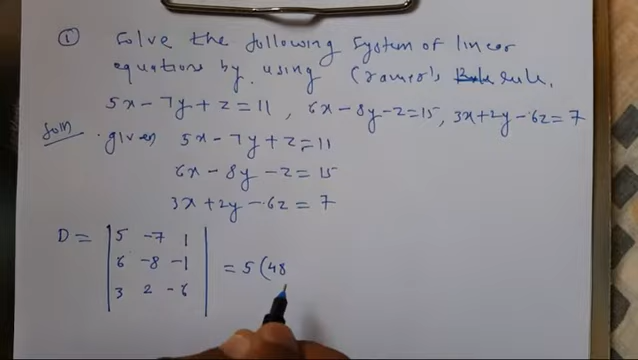 ① Solve the following System of linear
equations by using Cramer's rule.
5x - 7y + z = 11 , 6x - 8y - z = 15, 3x + 2y - 6z = 7
Soln given 5x - 7y + z = 11
6x - 8y - z = 15
3x + 2y - 6z = 7
D = | 5 -7 1 |
| 6 -8 -1 | = 5 (48
| 3 2 -6 |